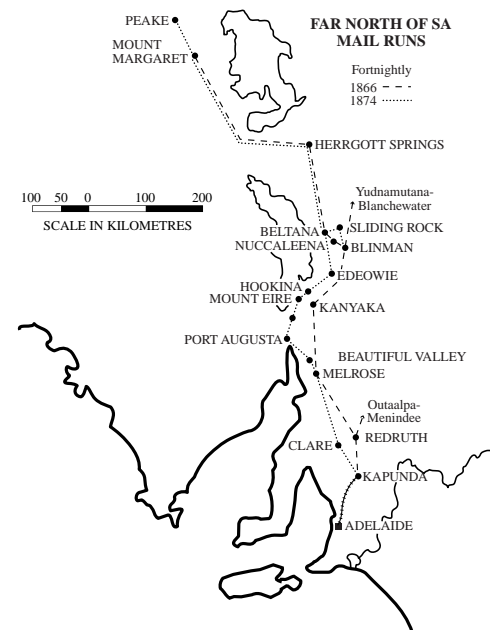 FAR NORTH OF SA
MAIL RUNS
Fortnightly
1866
1874
PEAKE
MOUNT
MARGARET
HERRGOTT SPRINGS
Yudnamutana-
Blanchewater
100 50 0 100 200
SCALE IN KILOMETRES
BELTANA
SLIDING ROCK
NUCCALEENA
BLINMAN
EDEOWIE
HOOKINA
MOUNT EIRE
KANYAKA
PORT AUGUSTA
BEAUTIFUL VALLEY
MELROSE
Outaalpa-
Menindee
REDRUTH
CLARE
KAPUNDA
ADELAIDE